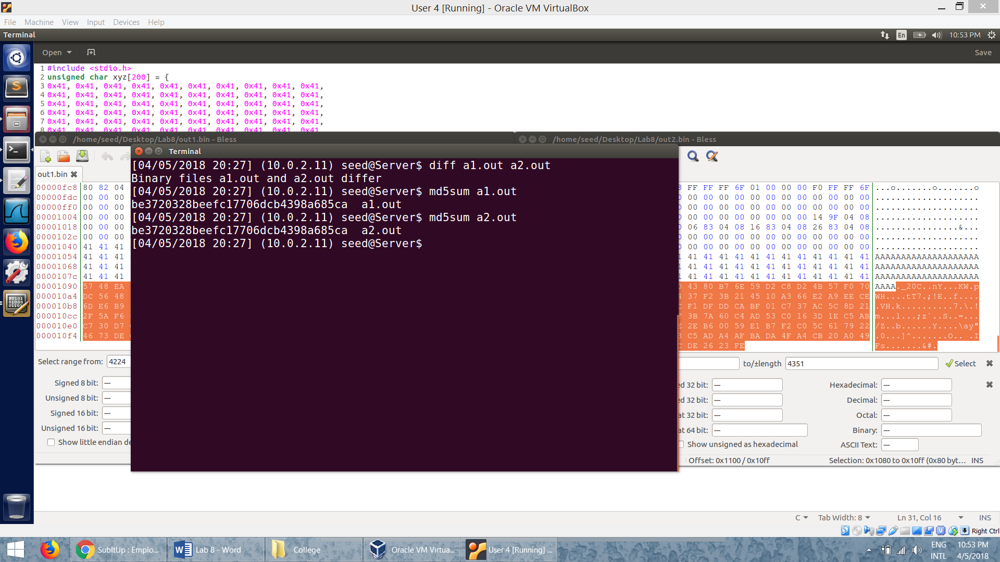 User 4 [Running] - Oracle VM VirtualBox
File Machine View Input Devices Help
Terminal En 10:53 PM
Open Save
1 #include <stdio.h>
2 unsigned char xyz[200] = {
3 0x41, 0x41, 0x41, 0x41, 0x41, 0x41, 0x41, 0x41, 0x41, 0x41,
4 0x41, 0x41, 0x41, 0x41, 0x41, 0x41, 0x41, 0x41, 0x41, 0x41,
5 0x41, 0x41, 0x41, 0x41, 0x41, 0x41, 0x41, 0x41, 0x41, 0x41,
6 0x41, 0x41, 0x41, 0x41, 0x41, 0x41, 0x41, 0x41, 0x41, 0x41,
7 0x41, 0x41, 0x41, 0x41, 0x41, 0x41, 0x41, 0x41, 0x41, 0x41,
8 0x41, 0x41, 0x41, 0x41, 0x41, 0x41, 0x41, 0x41, 0x41, 0x41,
/home/seed/Desktop/Lab8/out1.bin - Bless
/home/seed/Desktop/Lab8/out2.bin - Bless
Terminal
[04/05/2018 20:27] (10.0.2.11) seed@Server$ diff a1.out a2.out
Binary files a1.out and a2.out differ
[04/05/2018 20:27] (10.0.2.11) seed@Server$ md5sum a1.out
be3720328beefc17706dcb4398a685ca a1.out
[04/05/2018 20:27] (10.0.2.11) seed@Server$ md5sum a2.out
be3720328beefc17706dcb4398a685ca a2.out
[04/05/2018 20:27] (10.0.2.11) seed@Server$
out1.bin
00000fc8 80 82 04
00000fdc 00 00 00
00000ff0 00 00 00
00001004 00 00 00
00001018 00 00 00
0000102c 00 00 00
00001040 41 41 41
00001054 41 41 41
00001068 41 41 41
0000107c 41 41 41
00001090 57 48 EA
000010a4 DC 56 48
000010b8 6D E6 B9
000010cc 2F 5A F6
000010e0 C7 30 D7
000010f4 46 73 DE
FF FF FF 6F 01 00 00 00 F0 FF FF 6F ...o.......o.......o
00 00 00 00 00 00 00 00 00 00 00 00 ....................
00 00 00 00 00 00 00 00 00 00 00 00 ....................
00 00 00 00 00 00 00 00 14 9F 04 08 ....................
06 83 04 08 16 83 04 08 26 83 04 08 ................&...
00 00 00 00 00 00 00 00 00 00 00 00 ....................
00 00 00 00 00 00 00 00 00 00 00 00 ....................
41 41 41 41 41 41 41 41 41 41 41 41 AAAAAAAAAAAAAAAAAAAA
41 41 41 41 41 41 41 41 41 41 41 41 AAAAAAAAAAAAAAAAAAAA
41 41 41 41 41 41 41 41 41 41 41 41 AAAAAAAAAAAAAAAAAAAA
43 80 B7 6E 59 D2 C8 D2 4B 57 F0 70 AAAA._20C..nY...KW.p
37 F2 3B 21 45 10 A3 66 E2 A9 EE CE WH....tT7.;!E..f....
F1 DF DD CA BF 01 C7 37 AC 5C 8D 21 .VH.k..........7.\.!
3B 7A 60 C4 AD 53 C0 16 3D 1E C5 AB m...l...;z`..S..=...
2E B6 00 59 E1 B7 F2 C0 5C 61 79 22 /Z..b......Y....\ay"
C5 AD A4 AF BA DA 4F A4 CB 20 A0 49 .0...]^.......O.. .I
DE 26 23 FE Fs.......&#.
Select range from: 4224
to/±length 4351 Select
Signed 8 bit: ---
Unsigned 8 bit: ---
Signed 16 bit: ---
Unsigned 16 bit: ---
Show little endian de
ed 32 bit: --- Hexadecimal: ---
ed 32 bit: --- Decimal: ---
at 32 bit: --- Octal: ---
at 64 bit: --- Binary: ---
Show unsigned as hexadecimal ASCII Text: ---
Offset: 0x1100 / 0x10ff Selection: 0x1080 to 0x10ff (0x80 byt... INS
C Tab Width: 8 Ln 31, Col 16 INS
Right Ctrl
SubItUp : Emplo... Lab 8 - Word College Oracle VM Virtua... User 4 [Running] ...
ENG 10:53 PM
INTL 4/5/2018